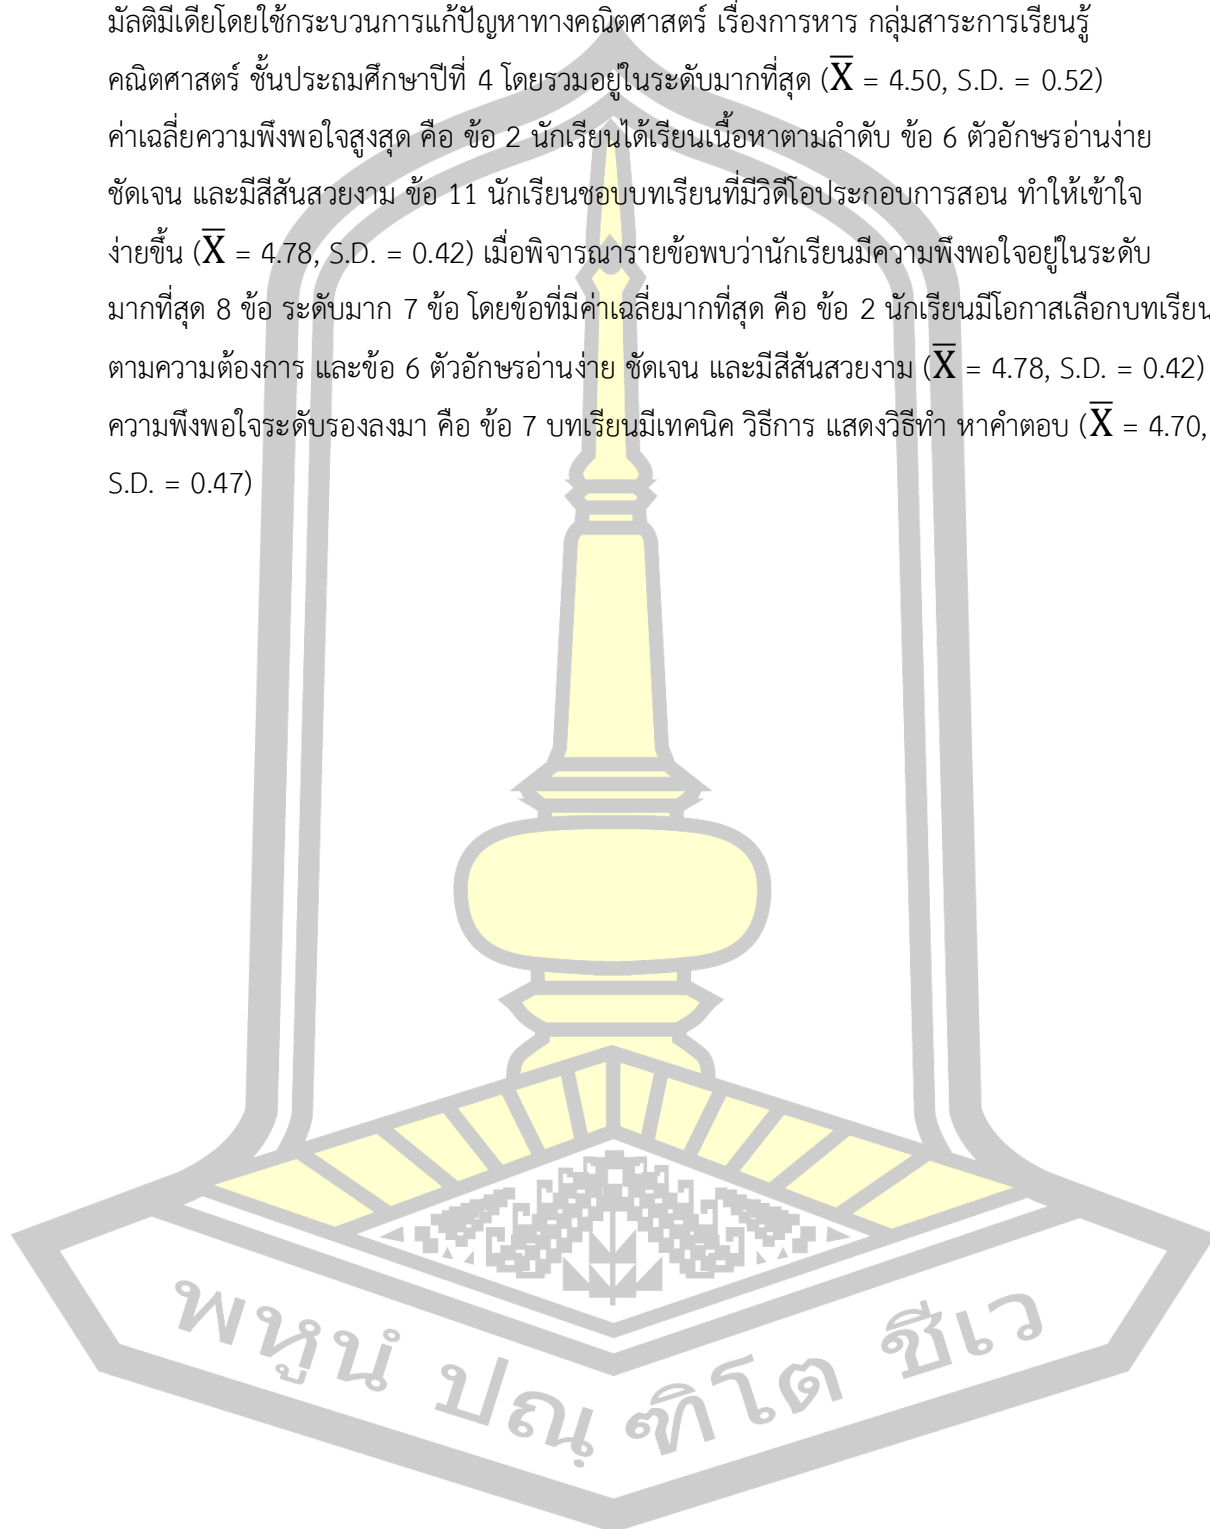 มัลติมีเดียโดยใช้กระบวนการแก้ปัญหาทางคณิตศาสตร์ เรื่องการหาร กลุ่มสาระการเรียนรู้
คณิตศาสตร์ ชั้นประถมศึกษาปีที่ 4 โดยรวมอยู่ในระดับมากที่สุด (X̅ = 4.50, S.D. = 0.52)
ค่าเฉลี่ยความพึงพอใจสูงสุด คือ ข้อ 2 นักเรียนได้เรียนเนื้อหาตามลำดับ ข้อ 6 ตัวอักษรอ่านง่าย
ชัดเจน และมีสีสันสวยงาม ข้อ 11 นักเรียนชอบบทเรียนที่มีวิดีโอประกอบการสอน ทำให้เข้าใจ
ง่ายขึ้น (X̅ = 4.78, S.D. = 0.42) เมื่อพิจารณารายข้อพบว่านักเรียนมีความพึงพอใจอยู่ในระดับ
มากที่สุด 8 ข้อ ระดับมาก 7 ข้อ โดยข้อที่มีค่าเฉลี่ยมากที่สุด คือ ข้อ 2 นักเรียนมีโอกาสเลือกบทเรียน
ตามความต้องการ และข้อ 6 ตัวอักษรอ่านง่าย ชัดเจน และมีสีสันสวยงาม (X̅ = 4.78, S.D. = 0.42)
ความพึงพอใจระดับรองลงมา คือ ข้อ 7 บทเรียนมีเทคนิค วิธีการ แสดงวิธีทำ หาคำตอบ (X̅ = 4.70,
S.D. = 0.47)
พหูนํ ปณฺ ฑิโต ชีเว